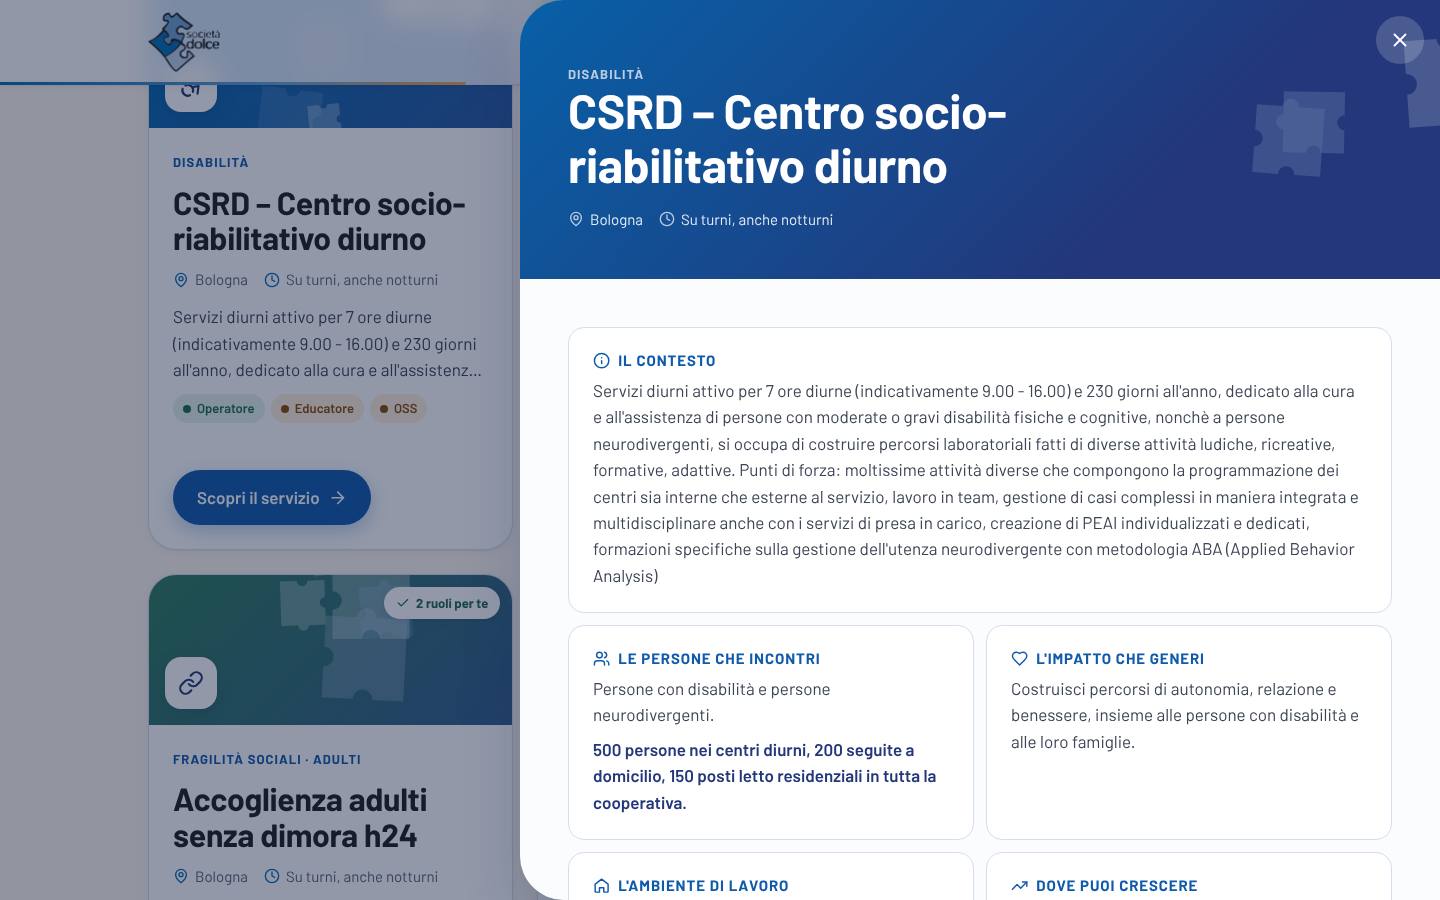 società
dolce
DISABILITÀ
CSRD – Centro socio-
riabilitativo diurno
Bologna
Su turni, anche notturni
Servizi diurni attivo per 7 ore diurne
(indicativamente 9.00 - 16.00) e 230 giorni
all'anno, dedicato alla cura e all'assistenz...
Operatore
Educatore
OSS
Scopri il servizio
2 ruoli per te
FRAGILITÀ SOCIALI · ADULTI
Accoglienza adulti
senza dimora h24
Bologna
Su turni, anche notturni
DISABILITÀ
CSRD – Centro socio-
riabilitativo diurno
Bologna
Su turni, anche notturni
IL CONTESTO
Servizi diurni attivo per 7 ore diurne (indicativamente 9.00 - 16.00) e 230 giorni all'anno, dedicato alla cura
e all'assistenza di persone con moderate o gravi disabilità fisiche e cognitive, nonchè a persone
neurodivergenti, si occupa di costruire percorsi laboratoriali fatti di diverse attività ludiche, ricreative,
formative, adattive. Punti di forza: moltissime attività diverse che compongono la programmazione dei
centri sia interne che esterne al servizio, lavoro in team, gestione di casi complessi in maniera integrata e
multidisciplinare anche con i servizi di presa in carico, creazione di PEAI individualizzati e dedicati,
formazioni specifiche sulla gestione dell'utenza neurodivergente con metodologia ABA (Applied Behavior
Analysis)
LE PERSONE CHE INCONTRI
Persone con disabilità e persone
neurodivergenti.
500 persone nei centri diurni, 200 seguite a
domicilio, 150 posti letto residenziali in tutta la
cooperativa.
L'IMPATTO CHE GENERI
Costruisci percorsi di autonomia, relazione e
benessere, insieme alle persone con disabilità e
alle loro famiglie.
L'AMBIENTE DI LAVORO
DOVE PUOI CRESCERE